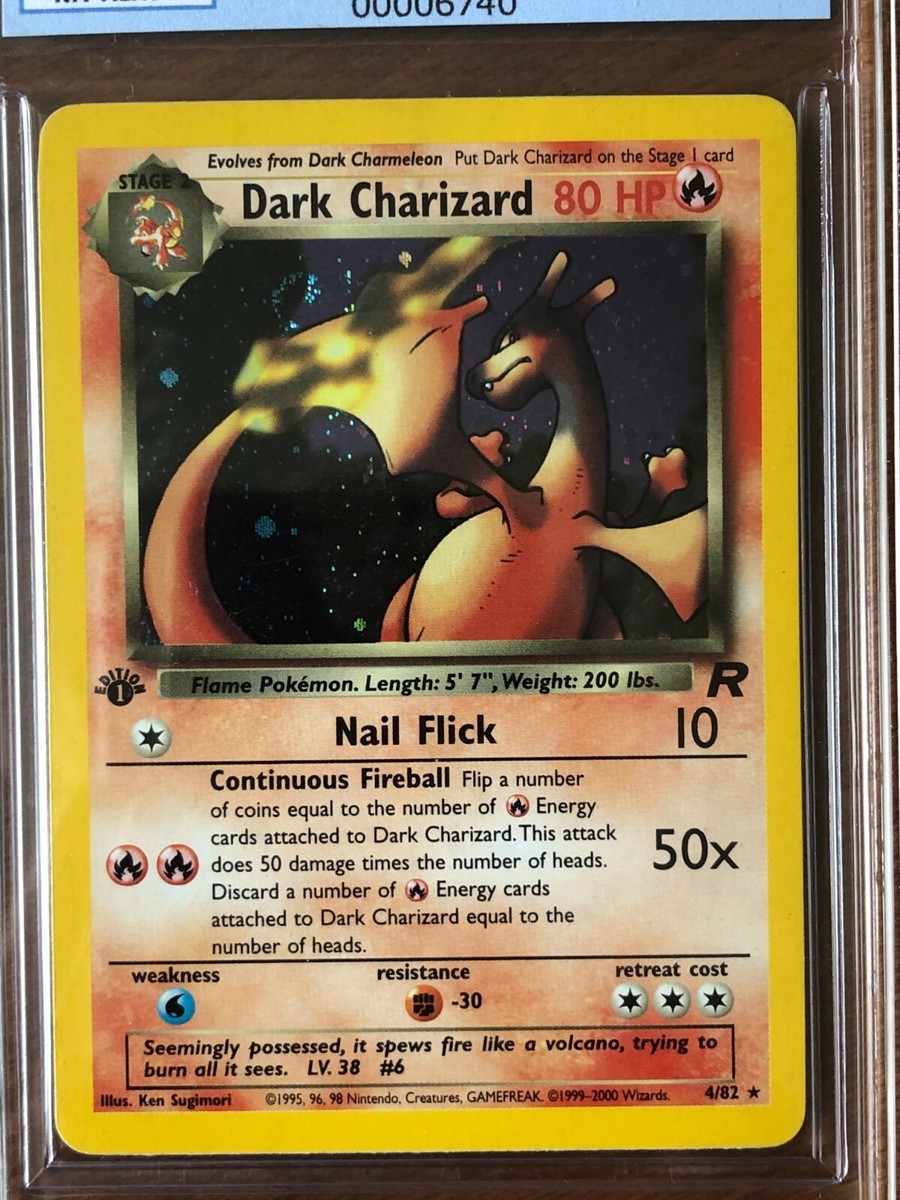 00006740
Evolves from Dark Charmeleon Put Dark Charizard on the Stage 1 card
STAGE 2
Dark Charizard 80 HP
EDITION
1
Flame Pokémon. Length: 5' 7", Weight: 200 lbs.
R
Nail Flick 10
Continuous Fireball Flip a number
of coins equal to the number of Energy
cards attached to Dark Charizard. This attack
does 50 damage times the number of heads.
Discard a number of Energy cards
attached to Dark Charizard equal to the
number of heads.
50x
weakness resistance retreat cost
-30
Seemingly possessed, it spews fire like a volcano, trying to
burn all it sees. LV. 38 #6
Illus. Ken Sugimori ©1995, 96, 98 Nintendo, Creatures, GAMEFREAK. ©1999-2000 Wizards. 4/82 ★